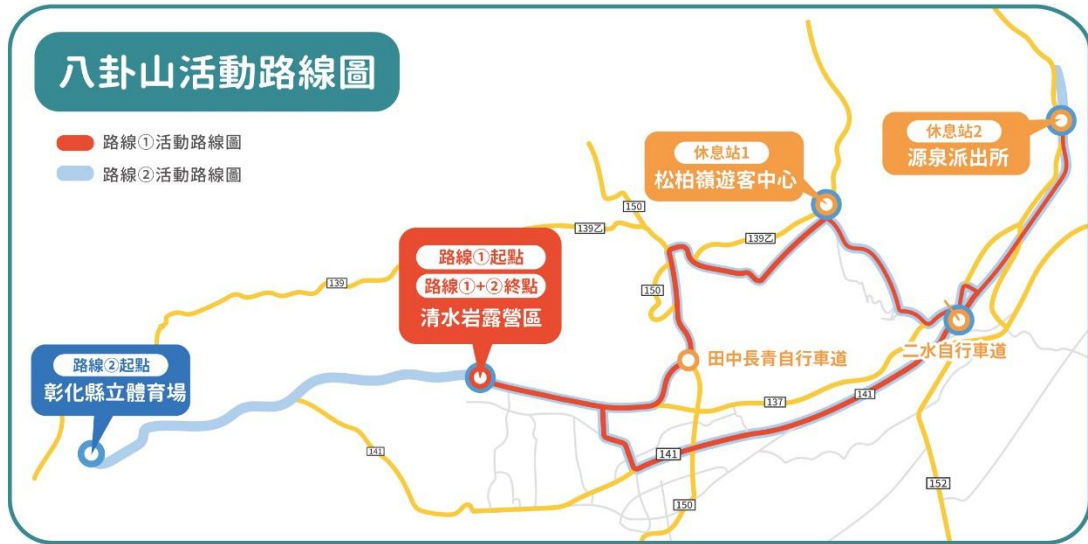 八卦山活動路線圖
路線①活動路線圖
路線②活動路線圖
休息站2
源泉派出所
休息站1
松柏嶺遊客中心
150
139乙
139乙
路線①起點
路線①+②終點
清水岩露營區
139
150
路線②起點
彰化縣立體育場
田中長青自行車道
二水自行車道
137
141
141
141
150
152